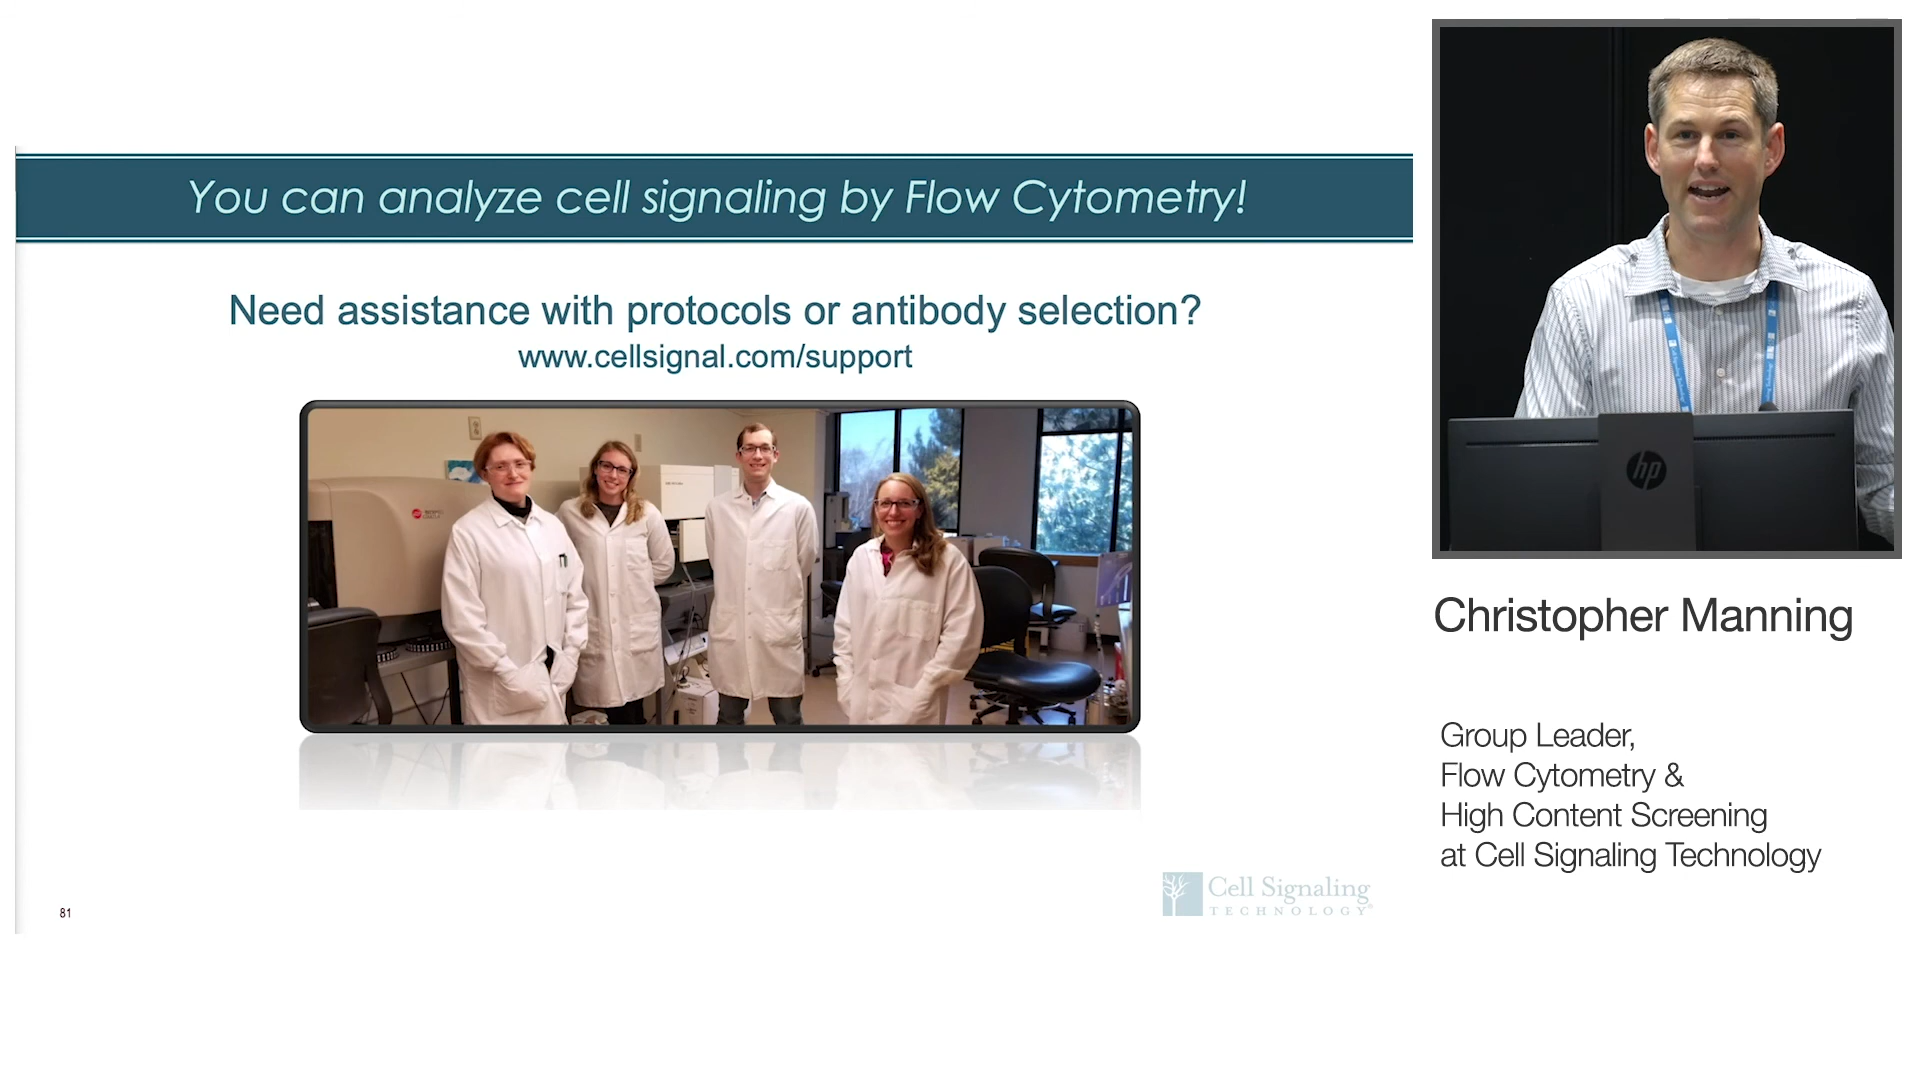 You can analyze cell signaling by Flow Cytometry!
Need assistance with protocols or antibody selection?
www.cellsignal.com/support
hp
Christopher Manning
Group Leader,
Flow Cytometry &
High Content Screening
at Cell Signaling Technology
Cell Signaling
TECHNOLOGY®
81